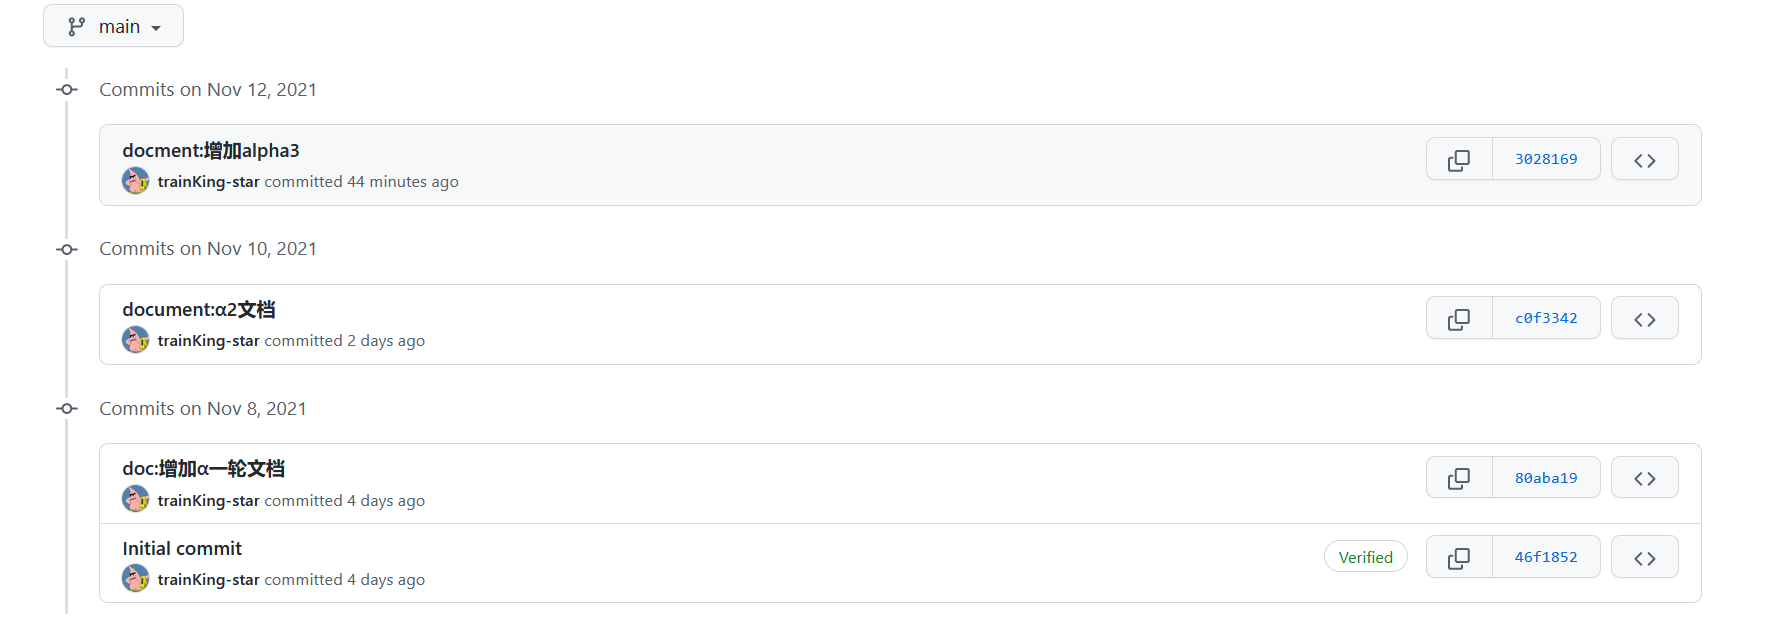 main
Commits on Nov 12, 2021
docment:增加alpha3
3028169
trainKing-star committed 44 minutes ago
Commits on Nov 10, 2021
document:α2文档
c0f3342
trainKing-star committed 2 days ago
Commits on Nov 8, 2021
doc:增加α一轮文档
80aba19
trainKing-star committed 4 days ago
Initial commit
Verified
46f1852
trainKing-star committed 4 days ago